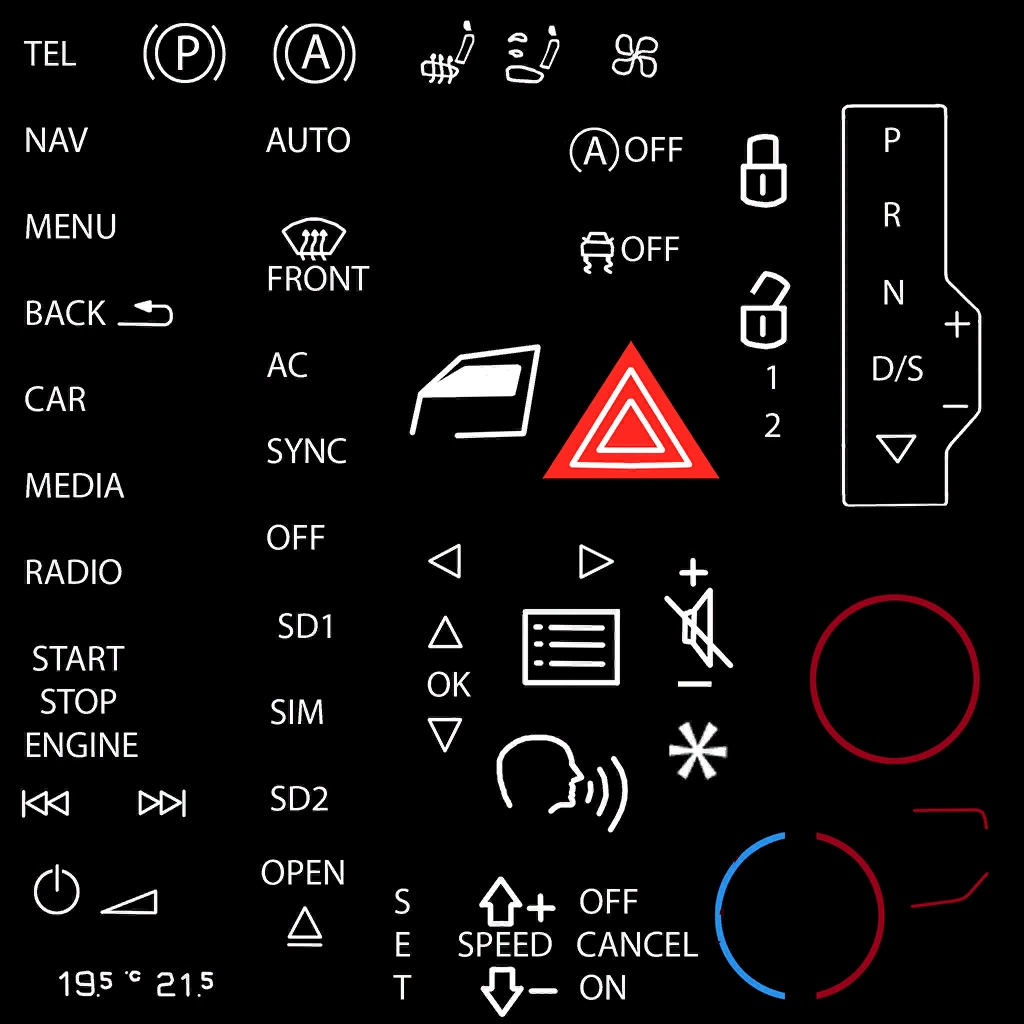 TEL
P
A
NAV
AUTO
A OFF
P
MENU
R
FRONT
OFF
BACK
N
+
CAR
AC
1
D/S
−
2
MEDIA
SYNC
RADIO
OFF
+
−
START
STOP
ENGINE
SD1
OK
SIM
*
SD2
OPEN
S
E
T
+
SPEED
−
OFF
CANCEL
ON
19.5 °C 21.5